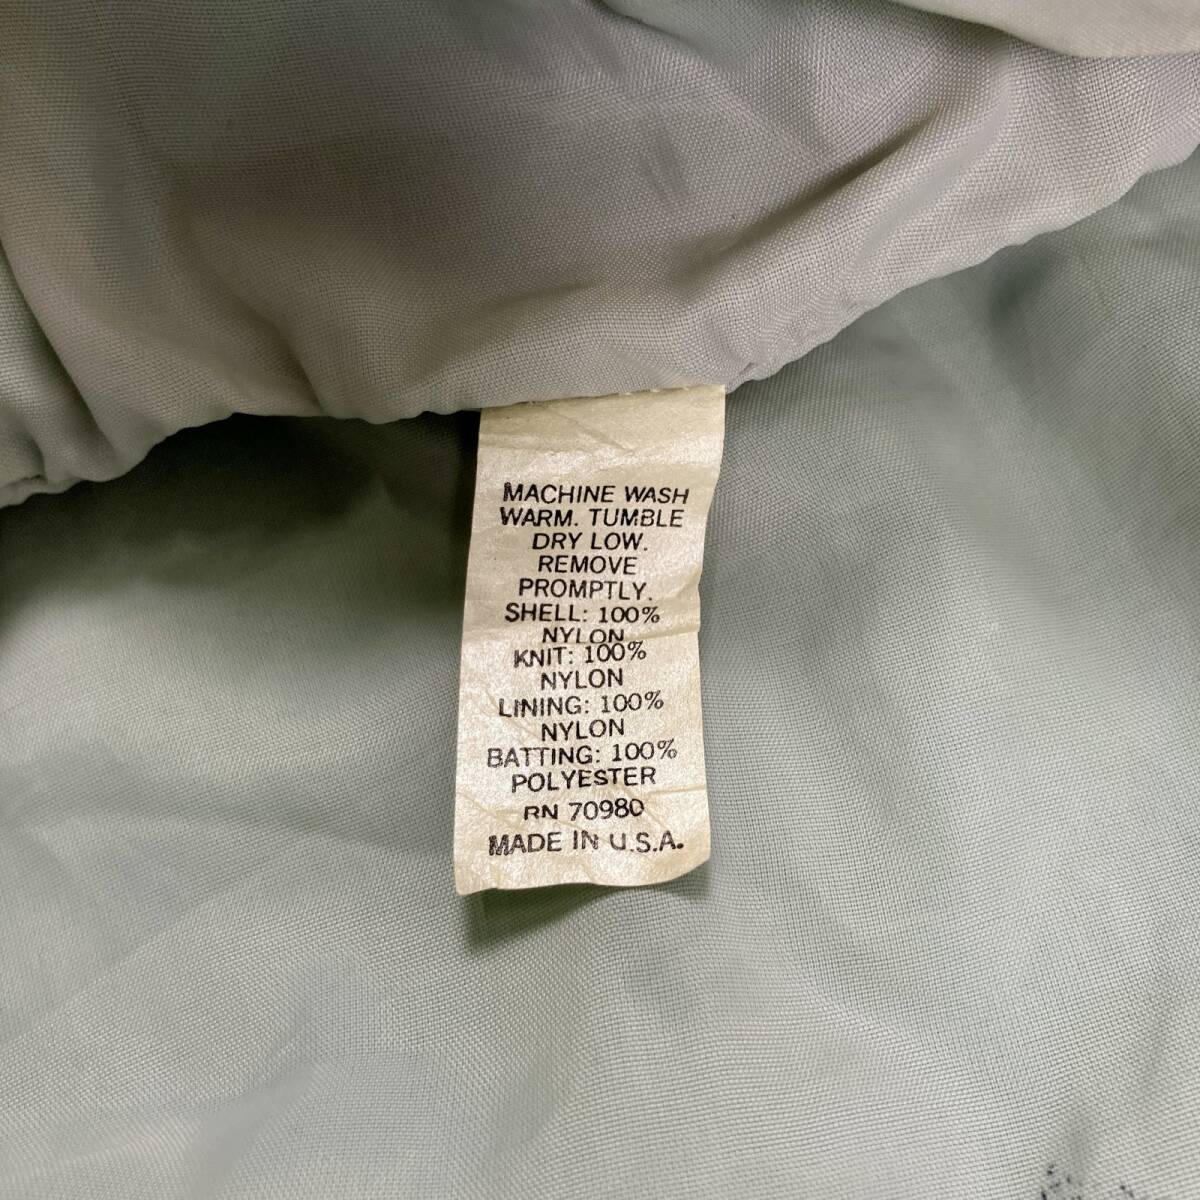 MACHINE WASH
WARM. TUMBLE
DRY LOW.
REMOVE
PROMPTLY.
SHELL: 100%
NYLON
KNIT: 100%
NYLON
LINING: 100%
NYLON
BATTING: 100%
POLYESTER
RN 70980
MADE IN U.S.A.